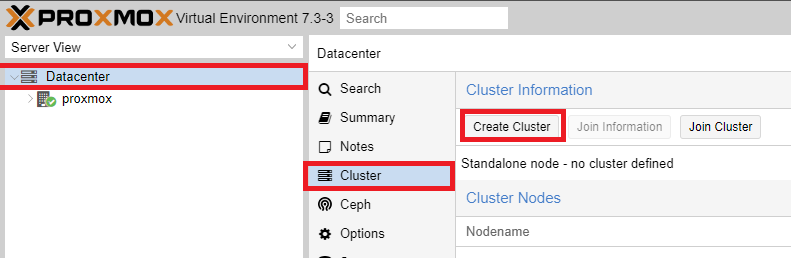 PROXMOX Virtual Environment 7.3-3 Search
Server View
Datacenter
proxmox
Datacenter
Search
Summary
Notes
Cluster
Ceph
Options
Cluster Information
Create Cluster Join Information Join Cluster
Standalone node - no cluster defined
Cluster Nodes
Nodename